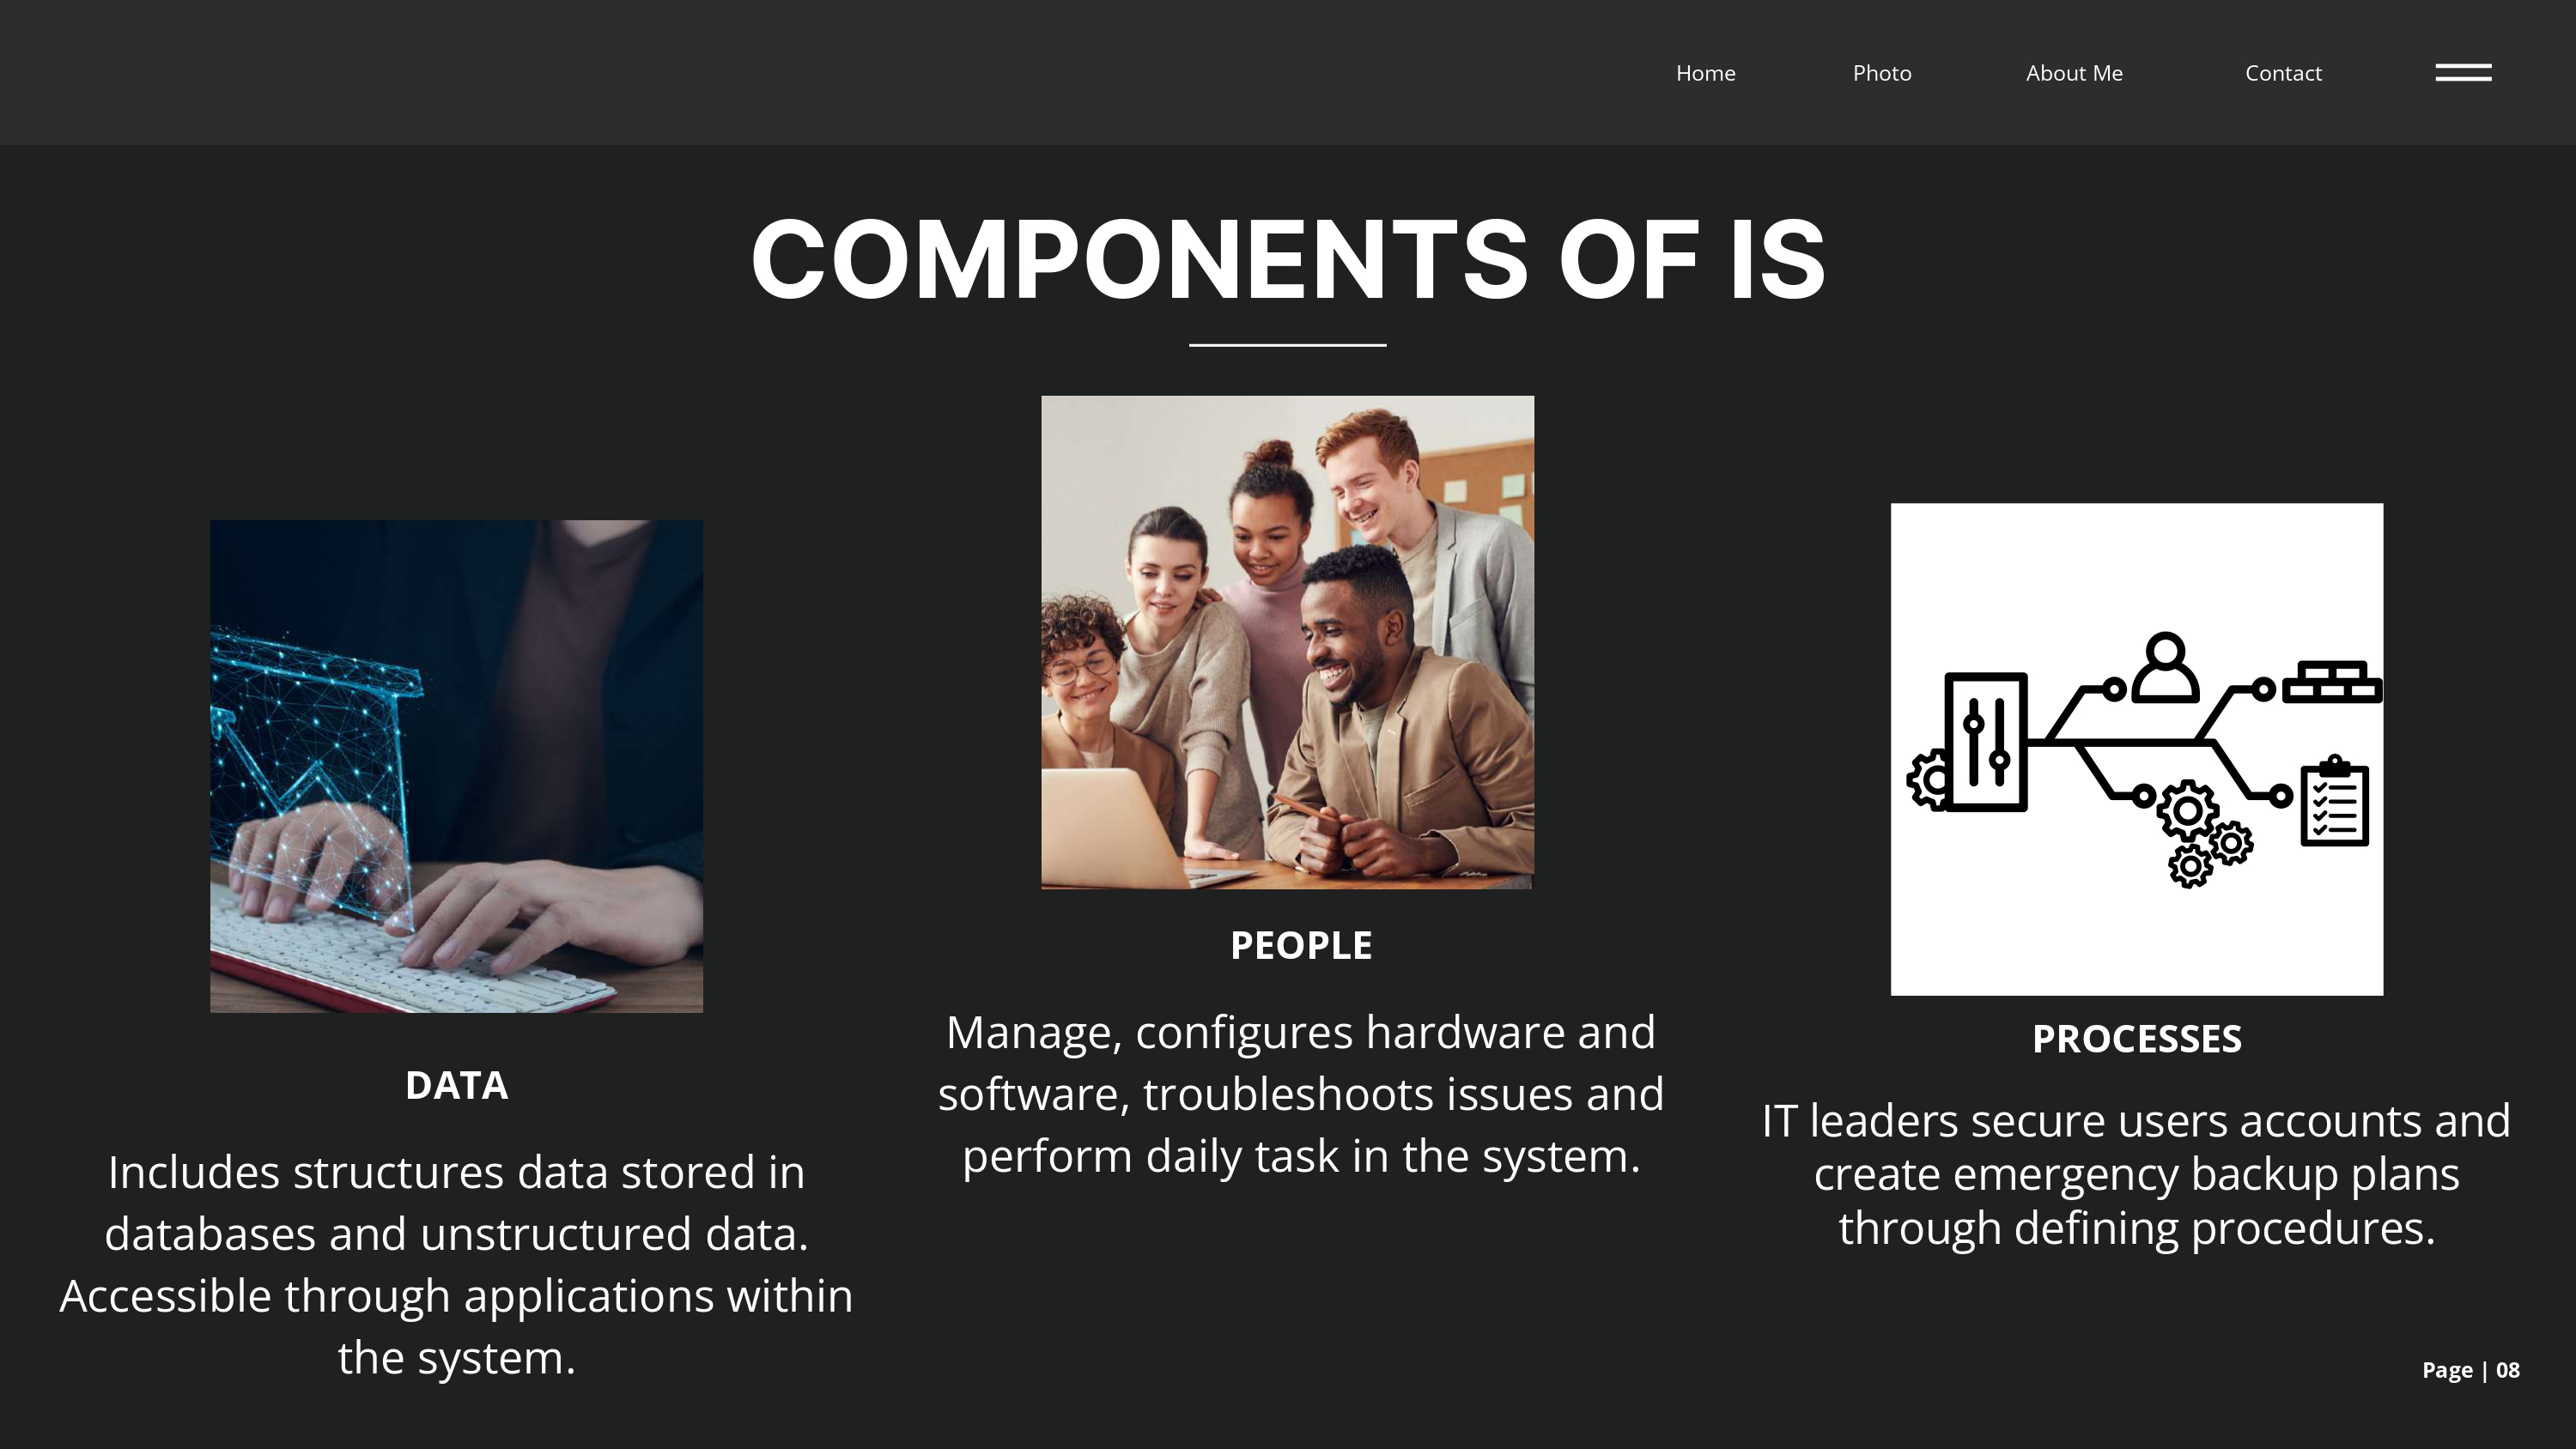 Home Photo About Me Contact
COMPONENTS OF IS
DATA
Includes structures data stored in
databases and unstructured data.
Accessible through applications within
the system.
PEOPLE
Manage, configures hardware and
software, troubleshoots issues and
perform daily task in the system.
PROCESSES
IT leaders secure users accounts and
create emergency backup plans
through defining procedures.
Page | 08